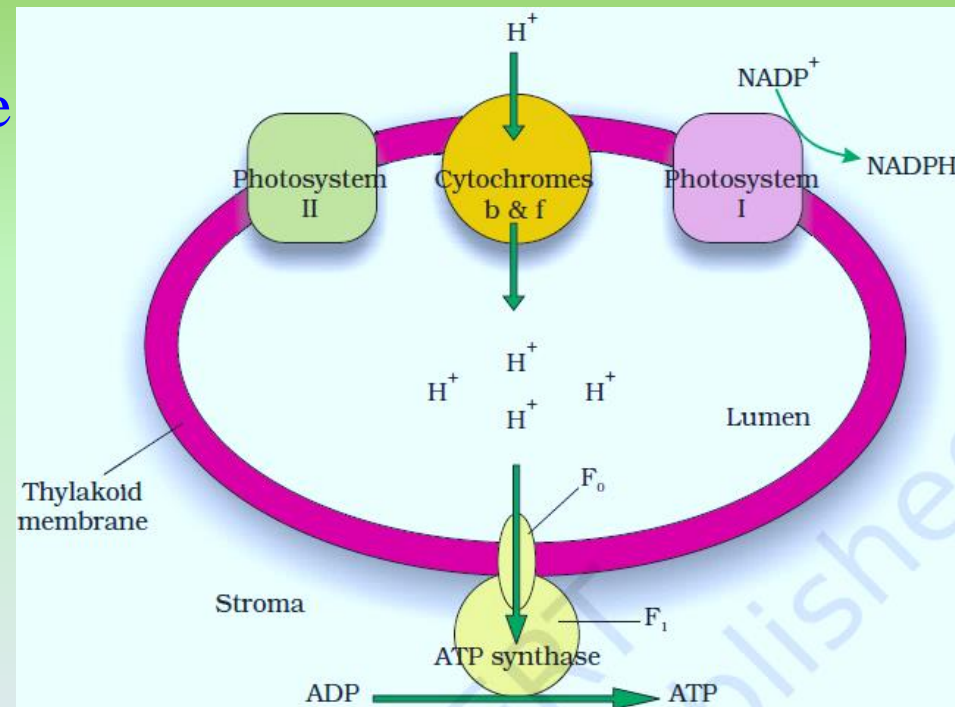 H⁺
NADP⁺
e
NADPH
Photosystem
II
Cytochromes
b & f
Photosystem
I
H⁺
H⁺
H⁺
H⁺
Lumen
Thylakoid
membrane
F₀
Stroma
F₁
ATP synthase
ADP
ATP